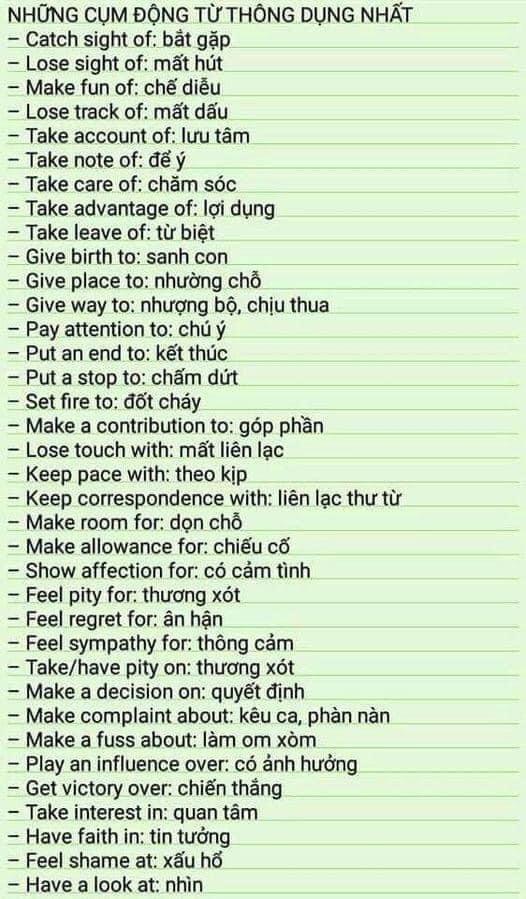 NHỮNG CỤM ĐỘNG TỪ THÔNG DỤNG NHẤT
– Catch sight of: bắt gặp
– Lose sight of: mất hút
– Make fun of: chế diễu
– Lose track of: mất dấu
– Take account of: lưu tâm
– Take note of: để ý
– Take care of: chăm sóc
– Take advantage of: lợi dụng
– Take leave of: từ biệt
– Give birth to: sanh con
– Give place to: nhường chỗ
– Give way to: nhượng bộ, chịu thua
– Pay attention to: chú ý
– Put an end to: kết thúc
– Put a stop to: chấm dứt
– Set fire to: đốt cháy
– Make a contribution to: góp phần
– Lose touch with: mất liên lạc
– Keep pace with: theo kịp
– Keep correspondence with: liên lạc thư từ
– Make room for: dọn chỗ
– Make allowance for: chiếu cố
– Show affection for: có cảm tình
– Feel pity for: thương xót
– Feel regret for: ân hận
– Feel sympathy for: thông cảm
– Take/have pity on: thương xót
– Make a decision on: quyết định
– Make complaint about: kêu ca, phàn nàn
– Make a fuss about: làm om xòm
– Play an influence over: có ảnh hưởng
– Get victory over: chiến thắng
– Take interest in: quan tâm
– Have faith in: tin tưởng
– Feel shame at: xấu hổ
– Have a look at: nhìn